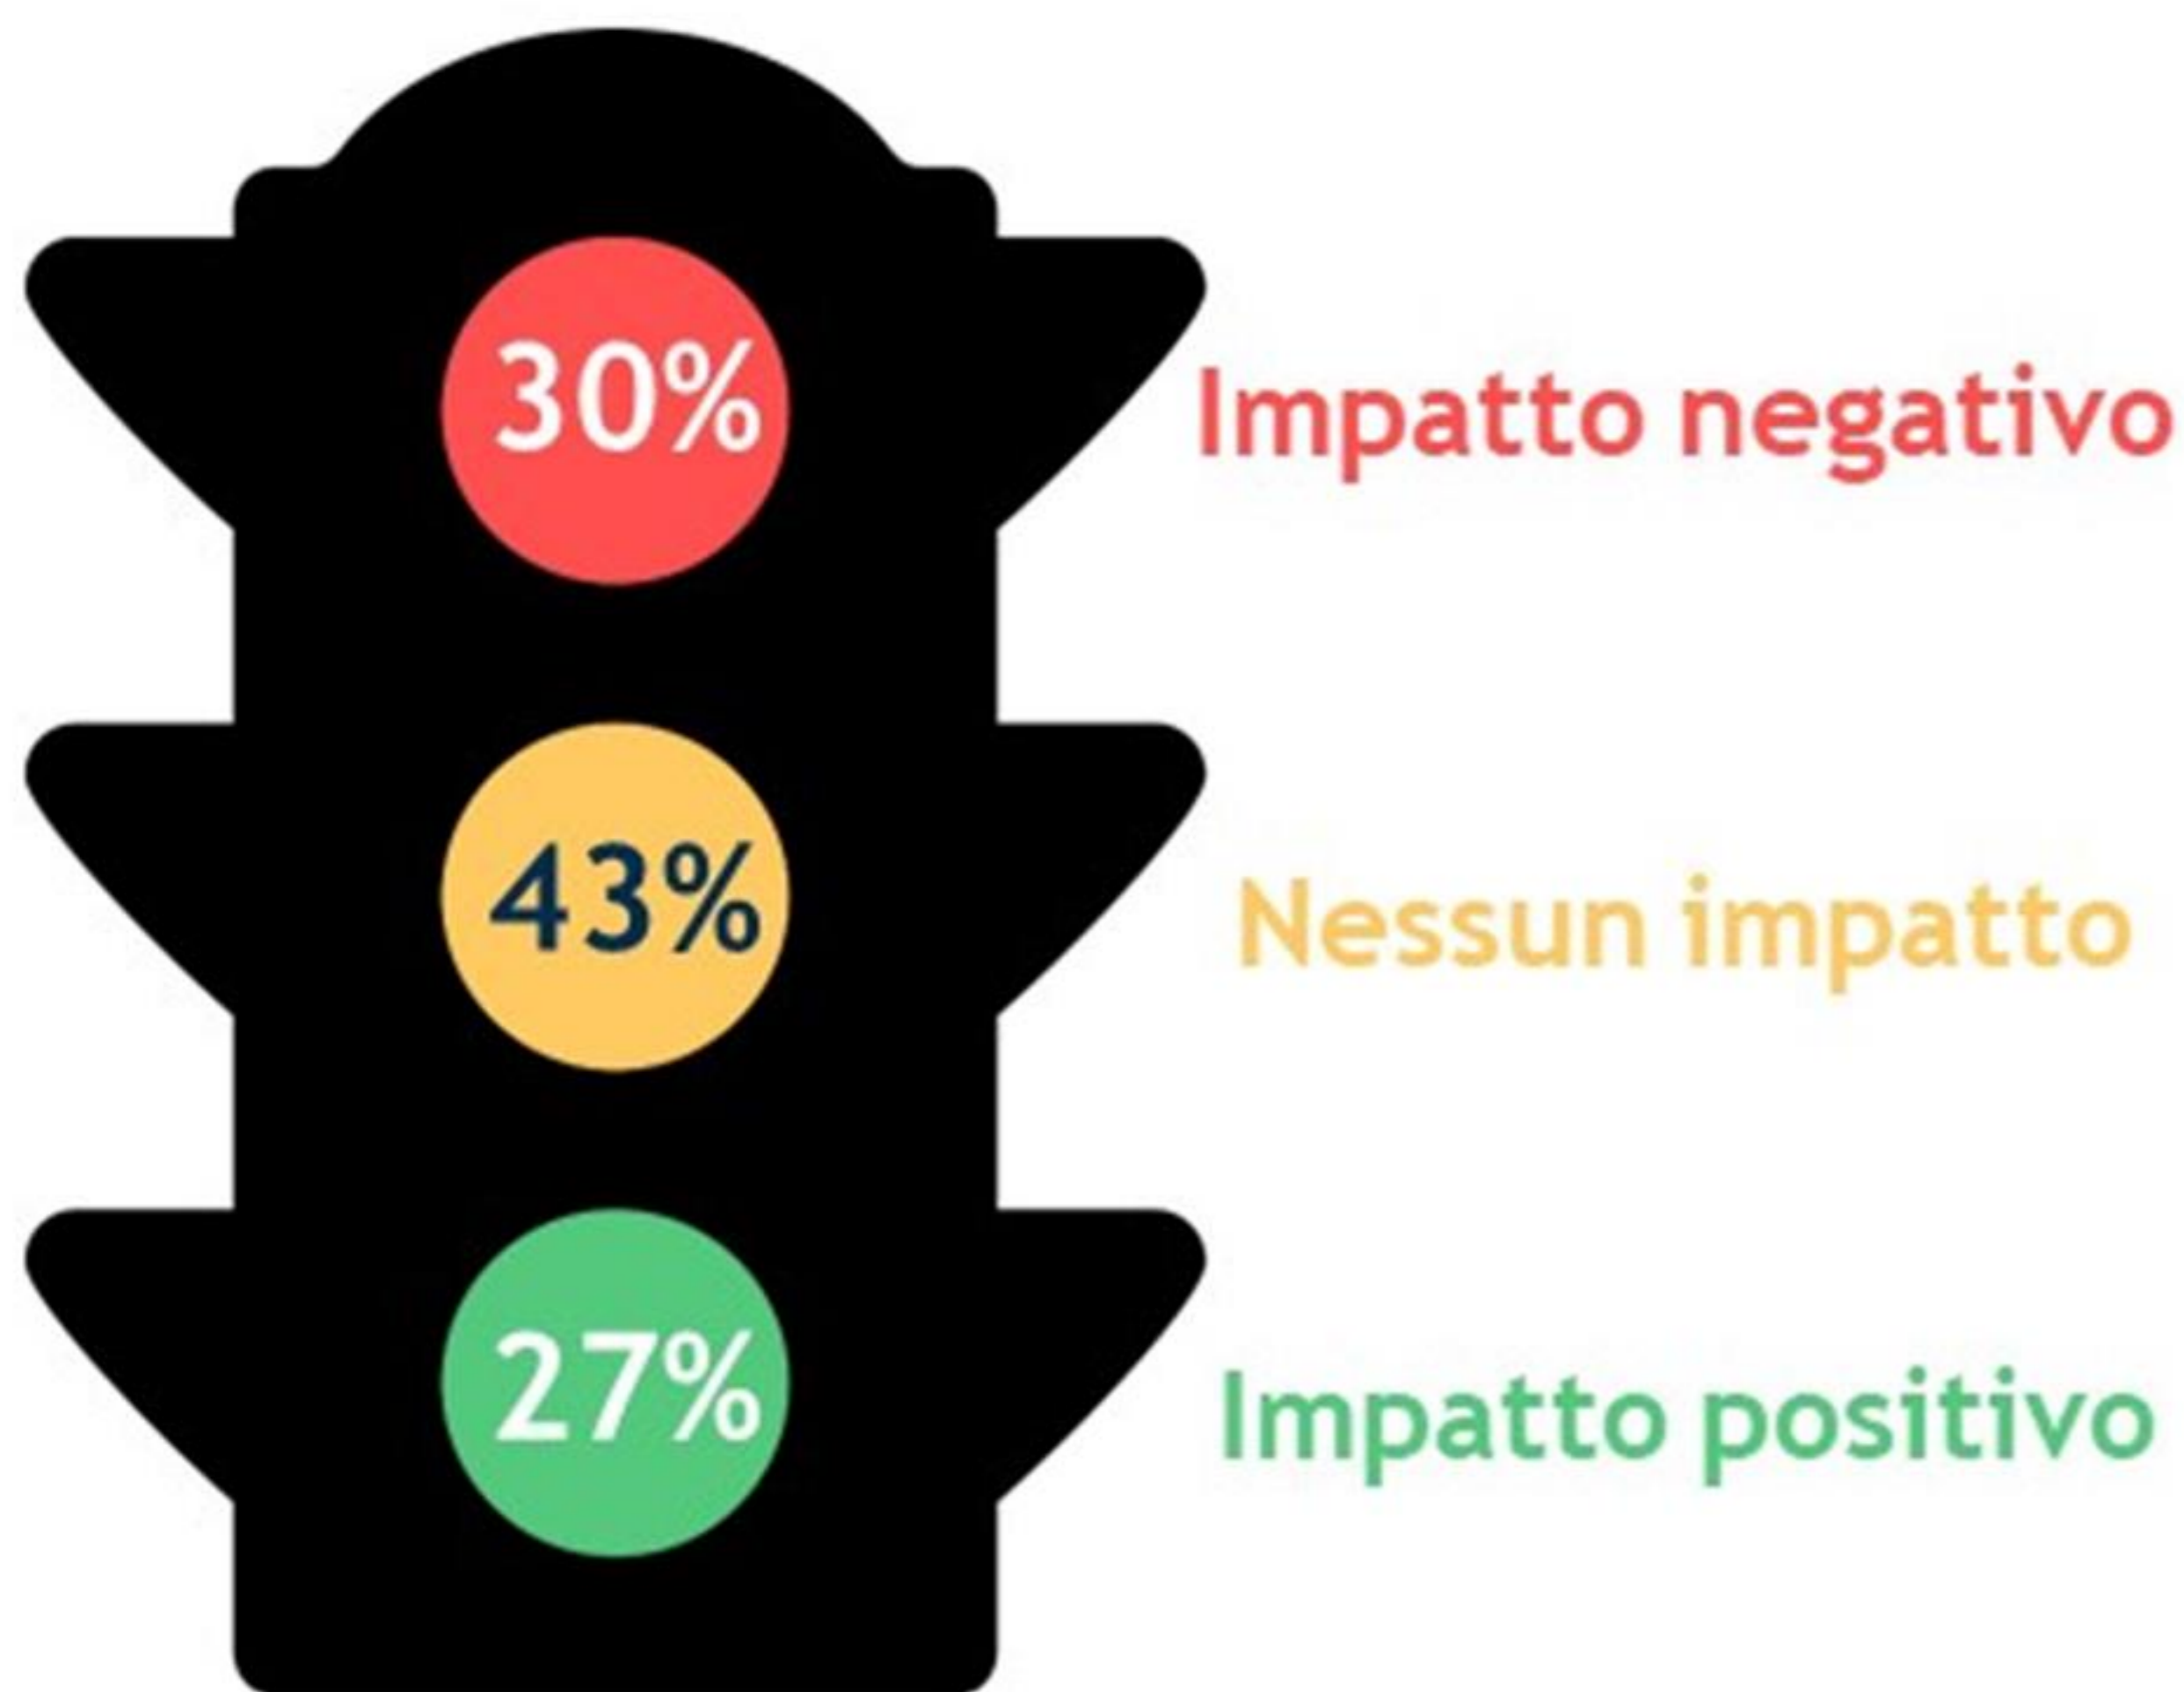 30%
Impatto negativo
43%
Nessun impatto
27%
Impatto positivo